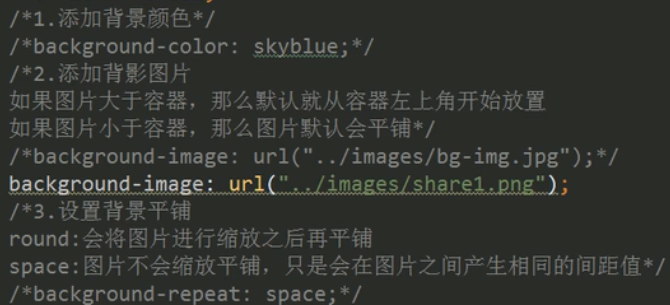 /*1.添加背景颜色*/
/*background-color: skyblue;*/
/*2.添加背影图片
如果图片大于容器，那么默认就从容器左上角开始放置
如果图片小于容器，那么图片默认会平铺*/
/*background-image: url("../images/bg-img.jpg");*/
background-image: url("../images/share1.png");
/*3.设置背景平铺
round:会将图片进行缩放之后再平铺
space:图片不会缩放平铺，只是会在图片之间产生相同的间距值*/
/*background-repeat: space;*/